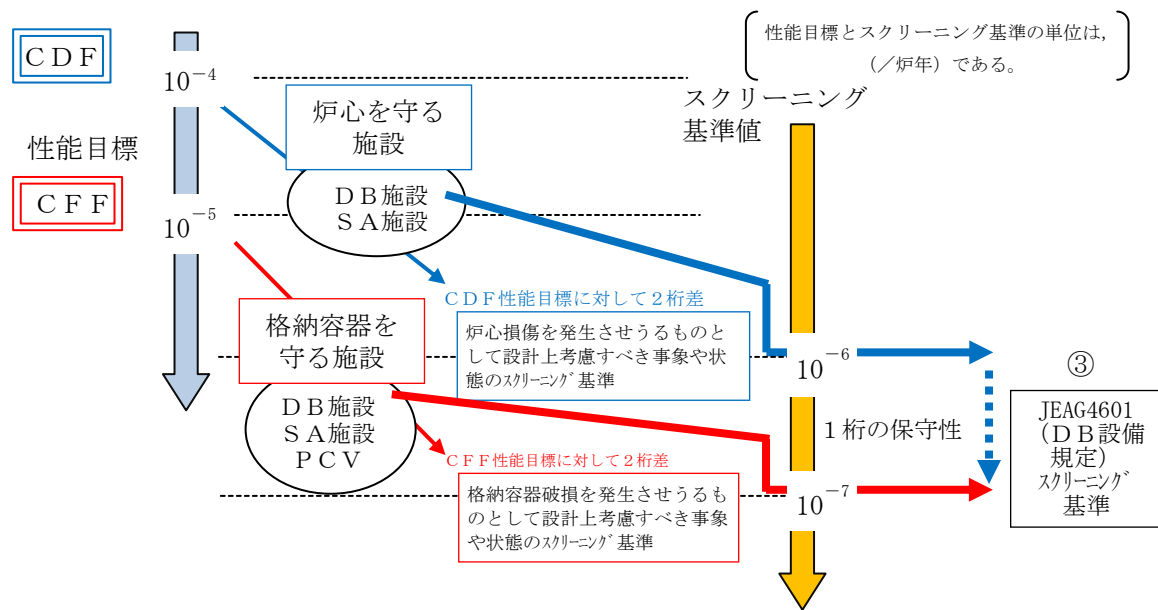 ＣＤＦ
10⁻⁴
性能目標とスクリーニング基準の単位は，
（／炉年）である。
性能目標
ＣＦＦ
10⁻⁵
炉心を守る
施設
ＤＢ施設
ＳＡ施設
スクリーニング
基準値
ＣＤＦ性能目標に対して２桁差
炉心損傷を発生させうるものと
して設計上考慮すべき事象や状
態のｽｸﾘｰﾆﾝｸﾞ基準
格納容器を
守る施設
ＤＢ施設
ＳＡ施設
ＰＣＶ
10⁻⁶
１桁の保守性
ＣＦＦ性能目標に対して２桁差
格納容器破損を発生させうるも
のとして設計上考慮すべき事象
や状態のｽｸﾘｰﾆﾝｸﾞ基準
10⁻⁷
③
JEAG4601
（ＤＢ設備
規定）
ｽｸﾘｰﾆﾝｸﾞ
基準